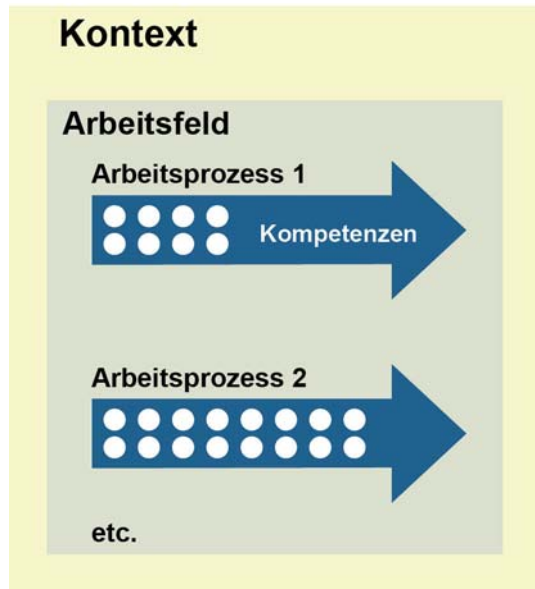 Kontext
Arbeitsfeld
Arbeitsprozess 1
Kompetenzen
Arbeitsprozess 2
etc.